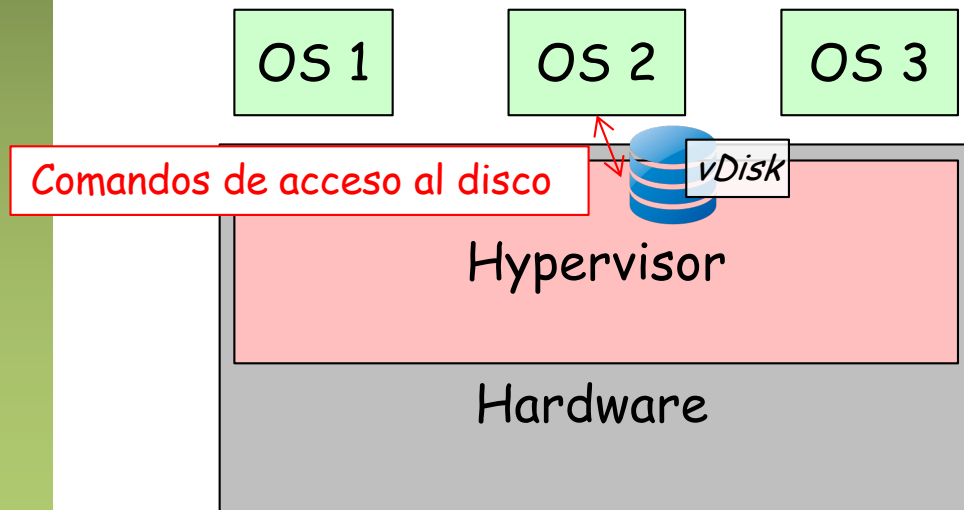 OS 1
OS 2
OS 3
Comandos de acceso al disco
vDisk
Hypervisor
Hardware